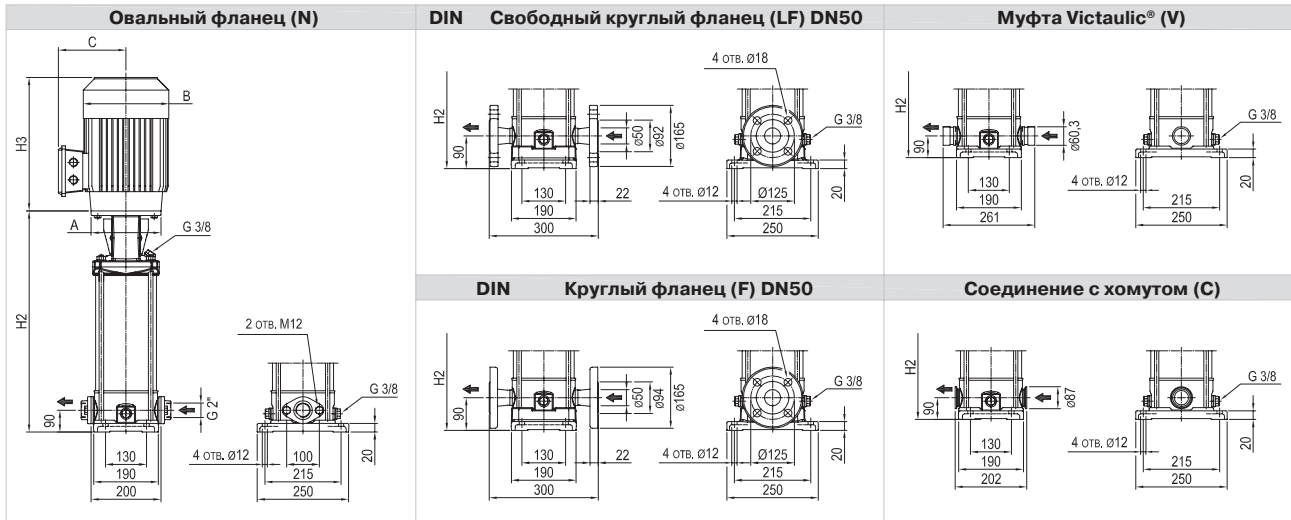 Овальный фланец (N)
C
B
H3
A
G 3/8
H2
2 отв. M12
G 3/8
G 2"
90
20
4 отв. Ø12
130
100
190
215
200
250
DIN Свободный круглый фланец (LF) DN50
4 отв. Ø18
H2
G 3/8
Ø50
Ø92
Ø165
90
20
4 отв. Ø12
130
22
Ø125
190
215
300
250
DIN Круглый фланец (F) DN50
4 отв. Ø18
H2
G 3/8
Ø50
Ø94
Ø165
90
20
4 отв. Ø12
130
22
Ø125
190
215
300
250
Муфта Victaulic® (V)
H2
G 3/8
Ø60,3
90
20
4 отв. Ø12
130
190
215
261
250
Соединение с хомутом (C)
H2
G 3/8
Ø87
90
20
4 отв. Ø12
130
190
215
202
250